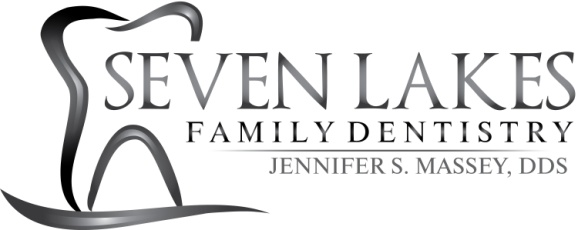 SEVEN LAKES
FAMILY DENTISTRY
JENNIFER S. MASSEY, DDS